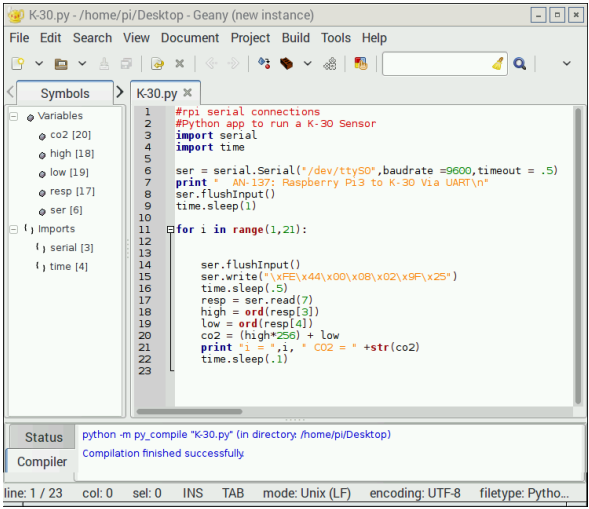 K-30.py - /home/pi/Desktop - Geany (new instance)
File Edit Search View Document Project Build Tools Help
Symbols
K-30.py
Variables
co2 [20]
high [18]
low [19]
resp [17]
ser [6]
Imports
serial [3]
time [4]
1 #rpi serial connections
2 #Python app to run a K-30 Sensor
3 import serial
4 import time
5
6 ser = serial.Serial("/dev/ttyS0",baudrate =9600,timeout = .5)
7 print "  AN-137: Raspberry Pi3 to K-30 Via UART\n"
8 ser.flushInput()
9 time.sleep(1)
10
11 for i in range(1,21):
12
13
14     ser.flushInput()
15     ser.write("\xFE\x44\x00\x08\x02\x9F\x25")
16     time.sleep(.5)
17     resp = ser.read(7)
18     high = ord(resp[3])
19     low = ord(resp[4])
20     co2 = (high*256) + low
21     print "i = ",i, " CO2 = " +str(co2)
22     time.sleep(.1)
23
Status
Compiler
python -m py_compile "K-30.py" (in directory: /home/pi/Desktop)
Compilation finished successfully.
line: 1 / 23 col: 0 sel: 0 INS TAB mode: Unix (LF) encoding: UTF-8 filetype: Pytho...